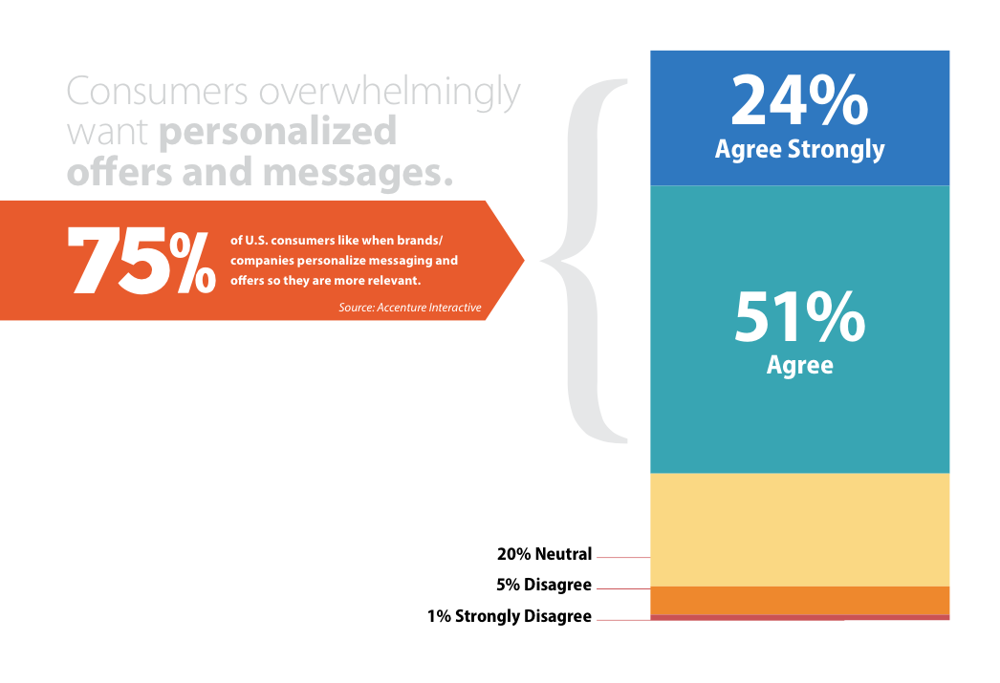 Consumers overwhelmingly
want personalized
offers and messages.
75%
of U.S. consumers like when brands/
companies personalize messaging and
offers so they are more relevant.
Source: Accenture Interactive
24%
Agree Strongly
51%
Agree
20% Neutral
5% Disagree
1% Strongly Disagree